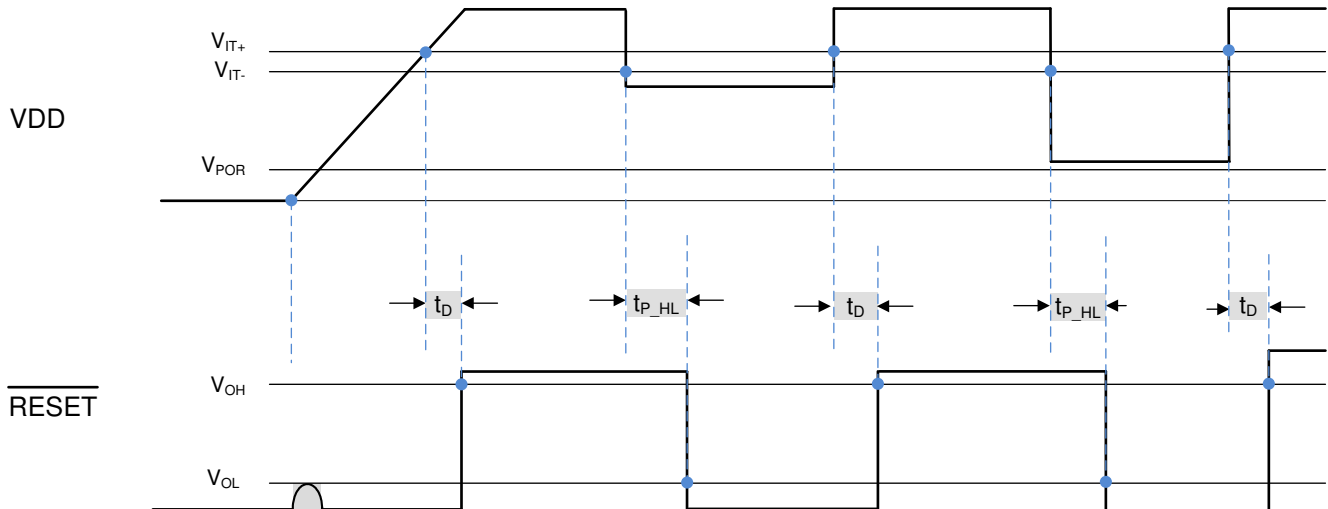 V_IT+
V_IT-
VDD
V_POR
t_D
t_P_HL
t_D
t_P_HL
t_D
V_OH
RESET
V_OL